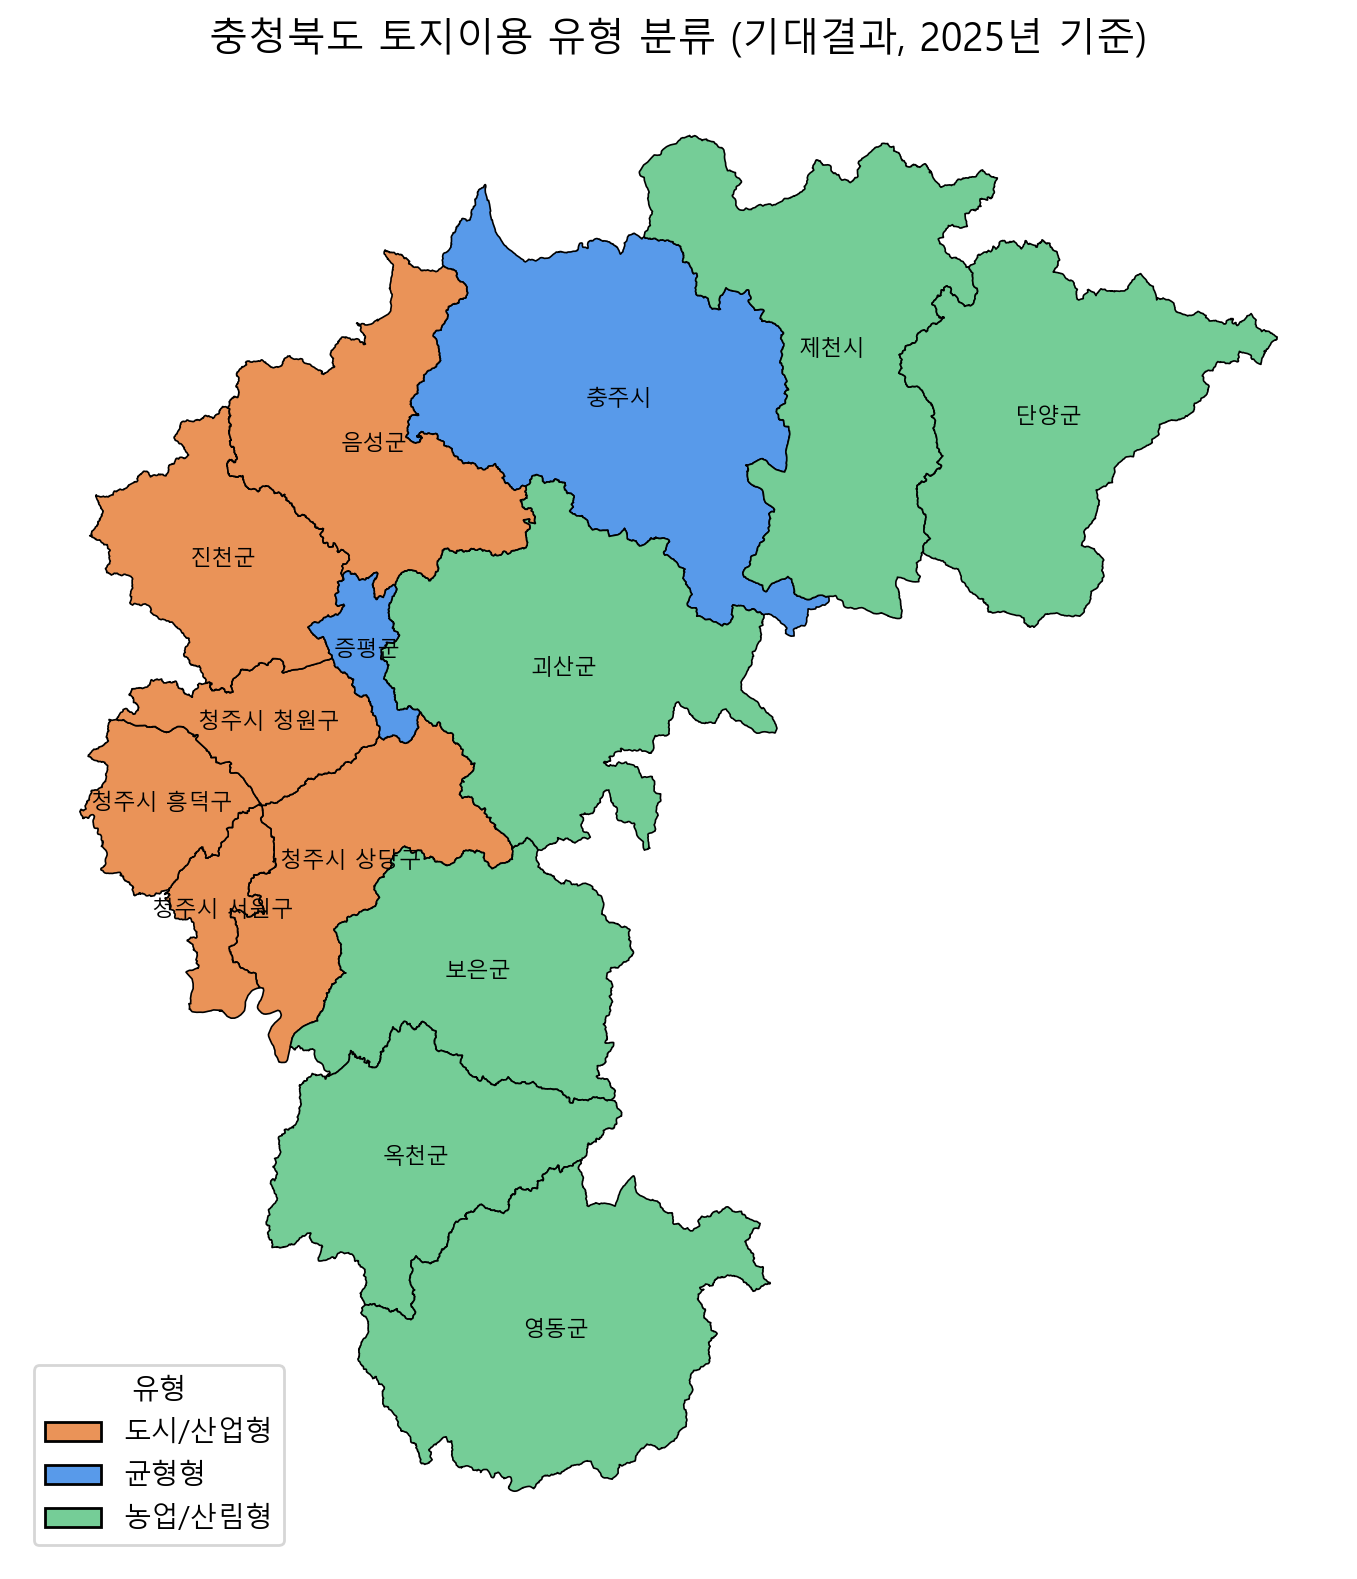 충청북도 토지이용 유형 분류 (기대결과, 2025년 기준)
제천시
충주시
단양군
음성군
진천군
증평군
괴산군
청주시 청원구
청주시 흥덕구
청주시 상당구
청주시 서원구
보은군
옥천군
영동군
유형
도시/산업형
균형형
농업/산림형